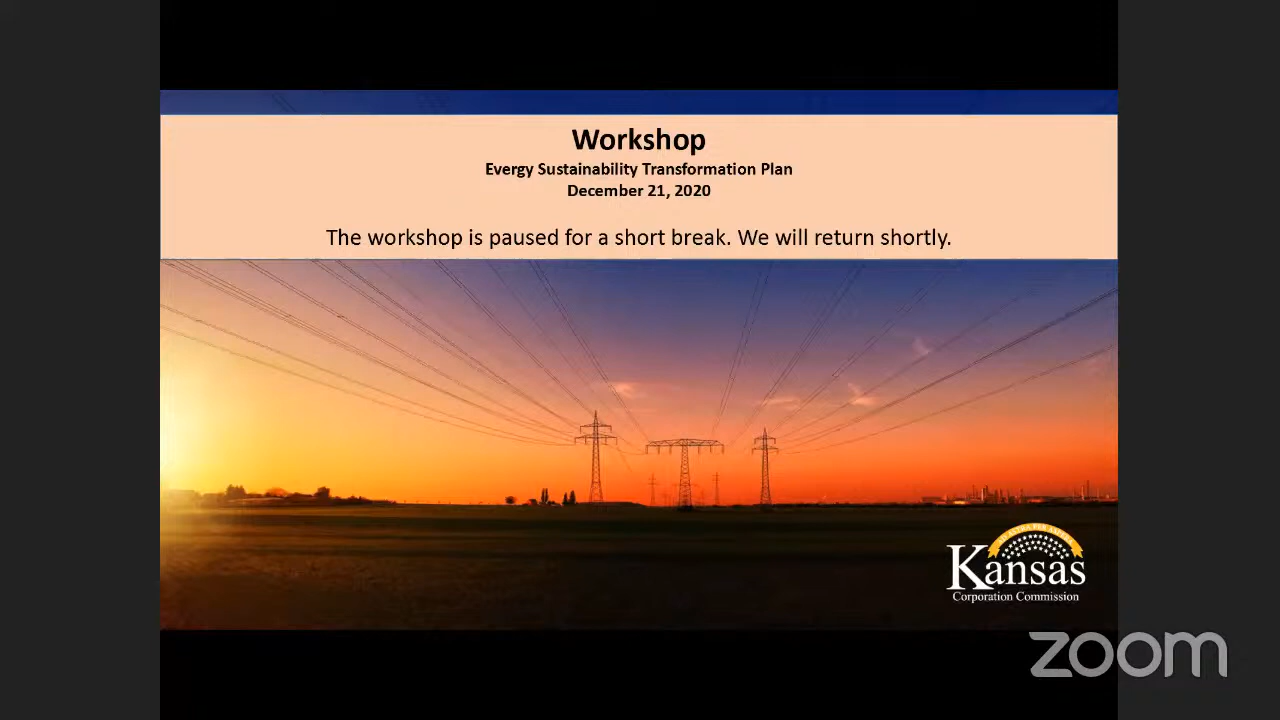 Workshop
Evergy Sustainability Transformation Plan
December 21, 2020
The workshop is paused for a short break. We will return shortly.
Kansas
Corporation Commission
zoom